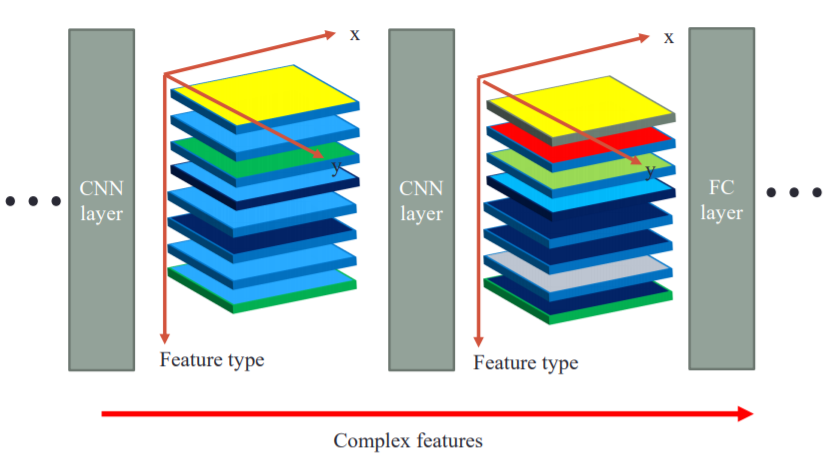 x
x
CNN
layer
y
CNN
layer
y
FC
layer
Feature type
Feature type
Complex features